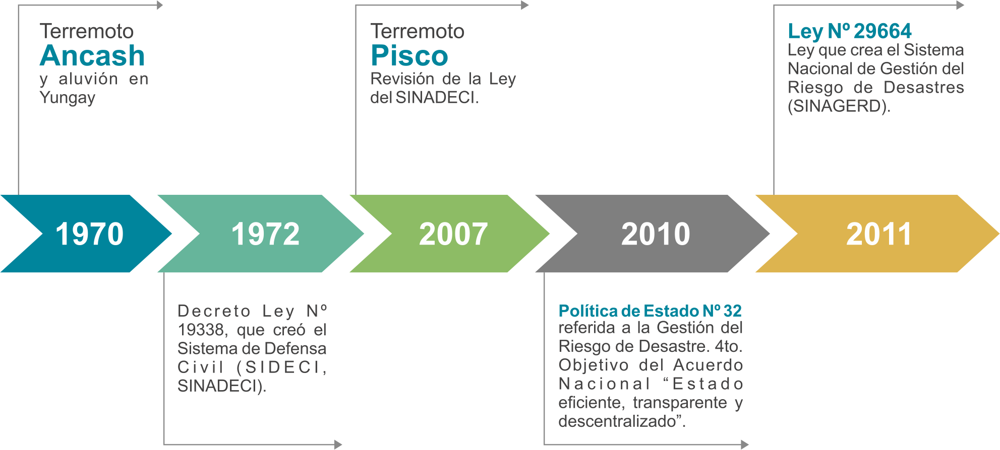 Terremoto
Ancash
y aluvión en
Yungay
Terremoto
Pisco
Revisión de la Ley
del SINADECI.
Ley Nº 29664
Ley que crea el Sistema
Nacional de Gestión del
Riesgo de Desastres
(SINAGERD).
1970
1972
2007
2010
2011
Decreto Ley Nº
19338, que creó el
Sistema de Defensa
Civil (SIDECI,
SINADECI).
Política de Estado Nº 32
referida a la Gestión del
Riesgo de Desastre. 4to.
Objetivo del Acuerdo
Nacional “Estado
eficiente, transparente y
descentralizado”.